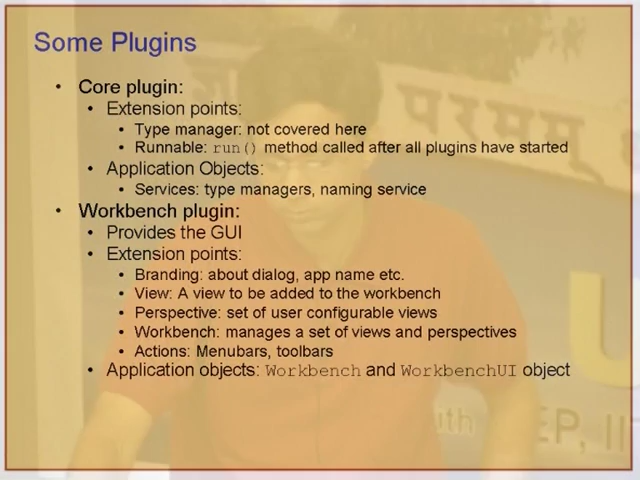 Some Plugins
• Core plugin:
• Extension points:
• Type manager: not covered here
• Runnable: run() method called after all plugins have started
• Application Objects:
• Services: type managers, naming service
• Workbench plugin:
• Provides the GUI
• Extension points:
• Branding: about dialog, app name etc.
• View: A view to be added to the workbench
• Perspective: set of user configurable views
• Workbench: manages a set of views and perspectives
• Actions: Menubars, toolbars
• Application objects: Workbench and WorkbenchUI object
परमम्